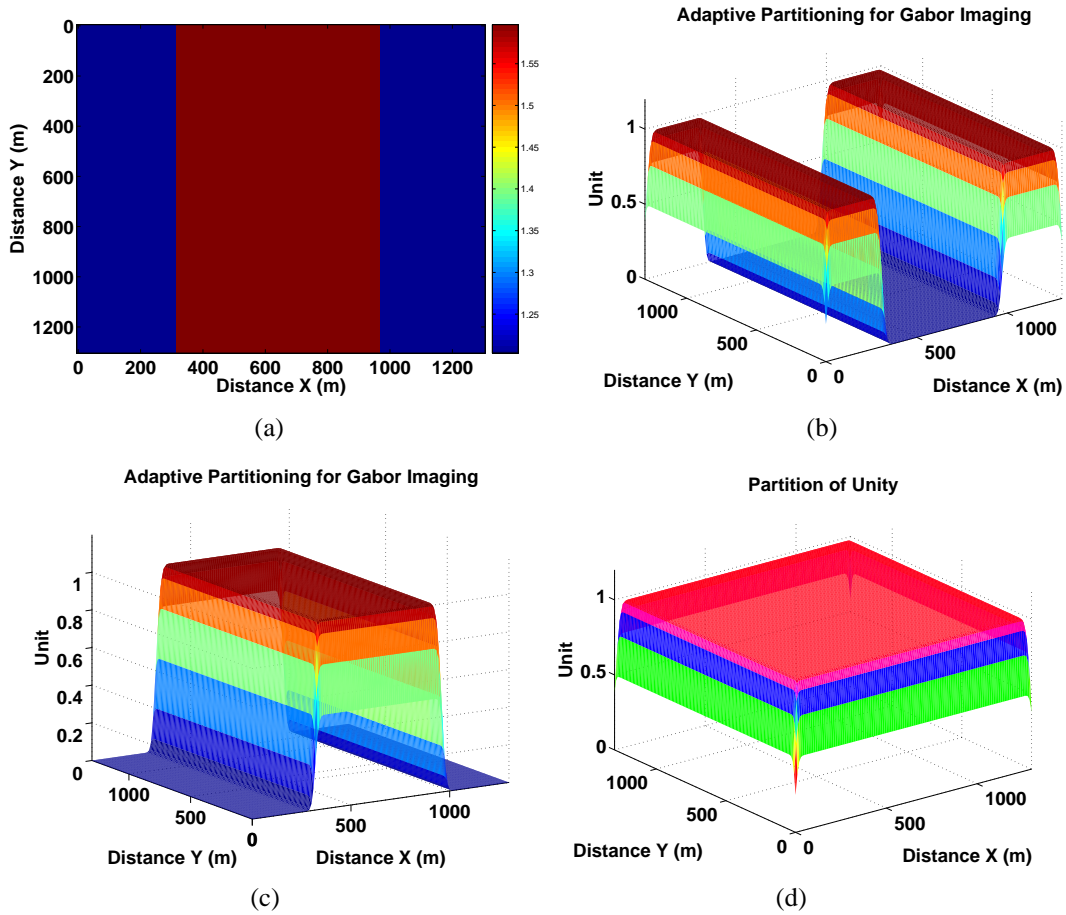 0
200
400
600
800
1000
1200
Distance Y (m)
0 200 400 600 800 1000 1200
Distance X (m)
1.55
1.5
1.45
1.4
1.35
1.3
1.25
(a)
Adaptive Partitioning for Gabor Imaging
1
0.5
0
Unit
1000
500
0
Distance Y (m)
0
500
1000
Distance X (m)
(b)
Adaptive Partitioning for Gabor Imaging
1
0.8
0.6
0.4
0.2
0
Unit
1000
500
0
Distance Y (m)
0
500
1000
Distance X (m)
(c)
Partition of Unity
1
0.5
0
Unit
1000
500
0
Distance Y (m)
0
500
1000
Distance X (m)
(d)